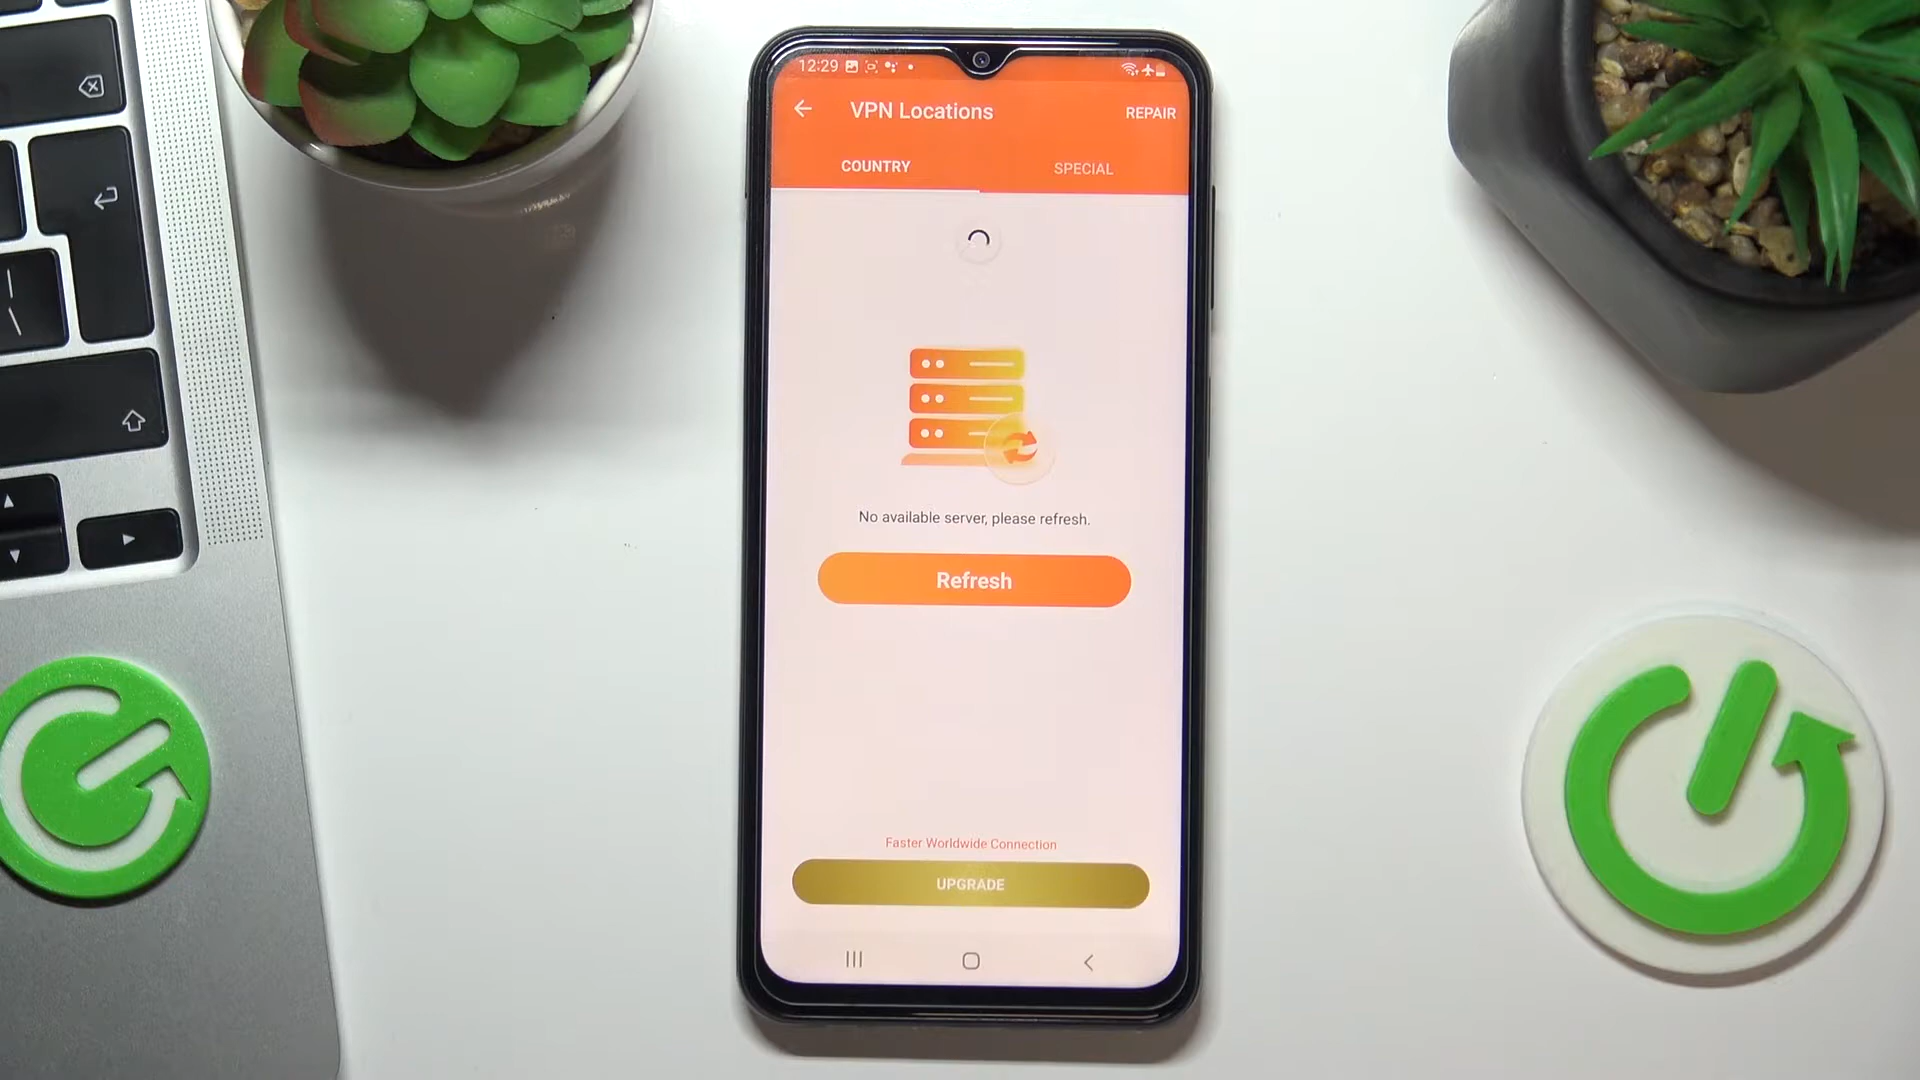 12:29
VPN Locations
REPAIR
COUNTRY
SPECIAL
No available server, please refresh.
Refresh
Faster Worldwide Connection
UPGRADE